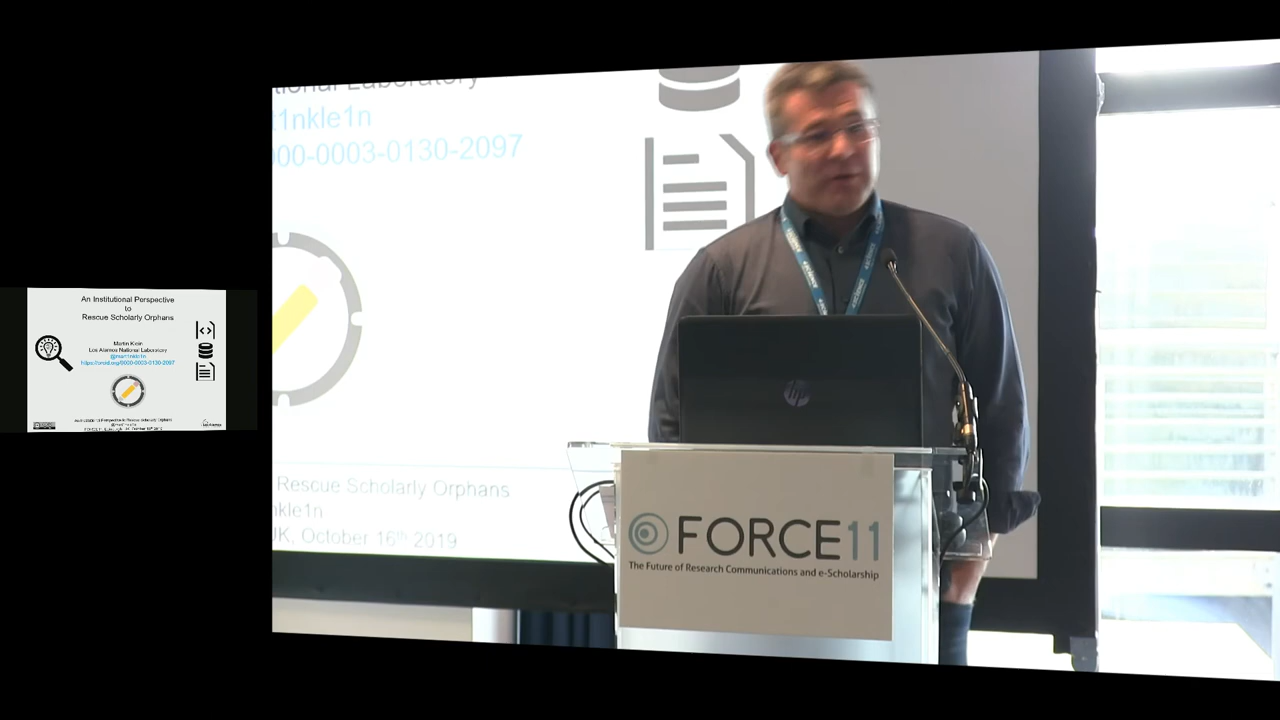 An Institutional Perspective
to
Rescue Scholarly Orphans
Martin Klein
Los Alamos National Laboratory
@mart1nkle1n
https://orcid.org/0000-0003-0130-2097
tional Laboratory
t1nkle1n
00-0003-0130-2097
Rescue Scholarly Orphans
nkle1n
UK, October 16th 2019
hp
FORCE11
The Future of Research Communications and e-Scholarship